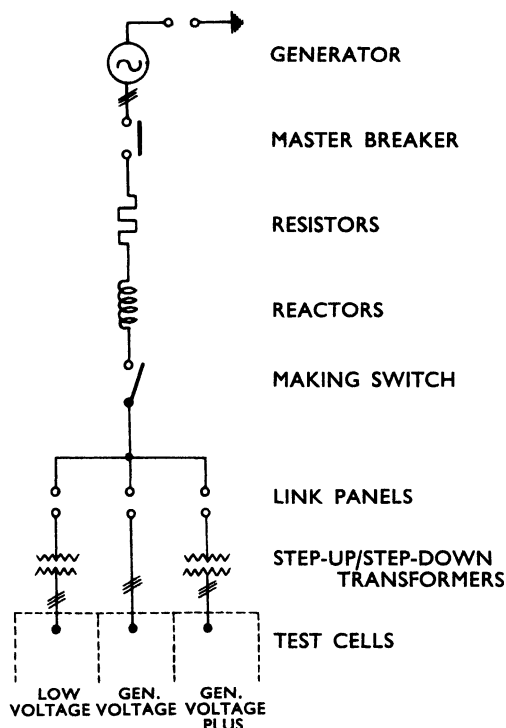 GENERATOR
MASTER BREAKER
RESISTORS
REACTORS
MAKING SWITCH
LINK PANELS
STEP-UP/STEP-DOWN
TRANSFORMERS
TEST CELLS
LOW
VOLTAGE
GEN.
VOLTAGE
GEN.
VOLTAGE
PLUS